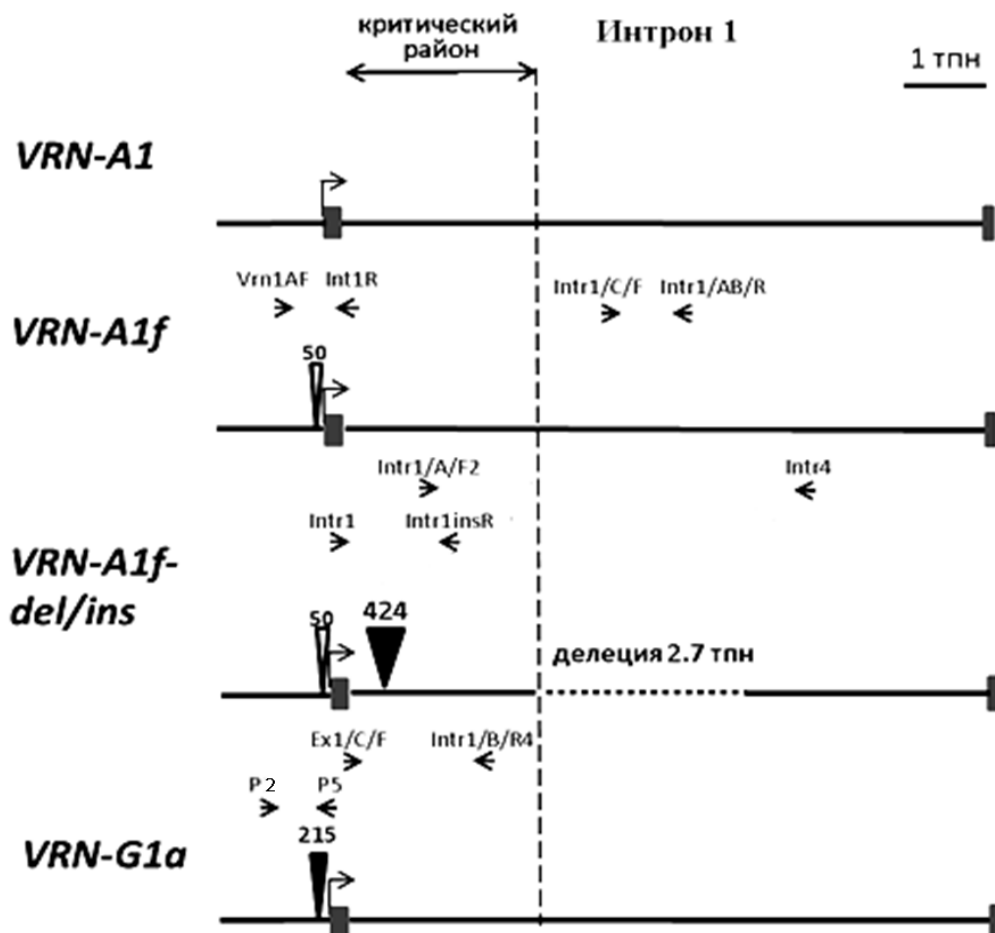 критический
район
Интрон 1
1 тпн
VRN-A1
Vrn1AF Int1R Intr1/C/F Intr1/AB/R
VRN-A1f
50
Intr1/A/F2 Intr4
Intr1 Intr1insR
VRN-A1f-
del/ins
50 424
делеция 2.7 тпн
Ex1/C/F Intr1/B/R4
P2 P5
215
VRN-G1a